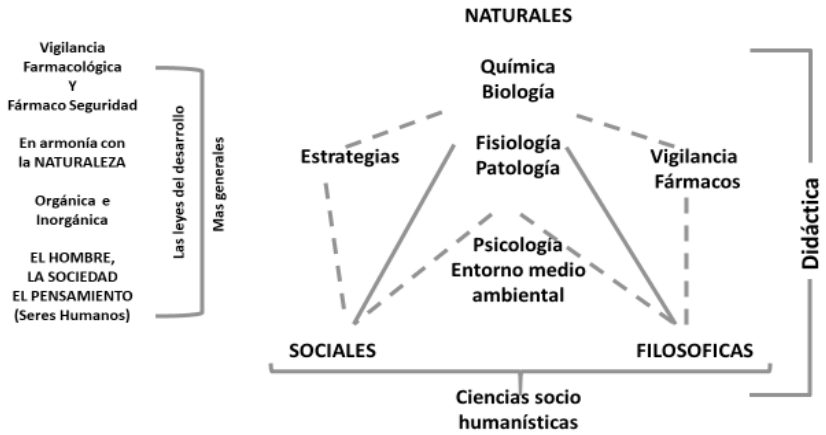 Vigilancia
Farmacológica
Y
Fármaco Seguridad
En armonía con
la NATURALEZA
Orgánica e
Inorgánica
EL HOMBRE,
LA SOCIEDAD
EL PENSAMIENTO
(Seres Humanos)
Las leyes del desarrollo
Mas generales
NATURALES
Química
Biología
Estrategias
Fisiología
Patología
Vigilancia
Fármacos
Psicología
Entorno medio
ambiental
SOCIALES
FILOSOFICAS
Ciencias socio
humanísticas
Didáctica